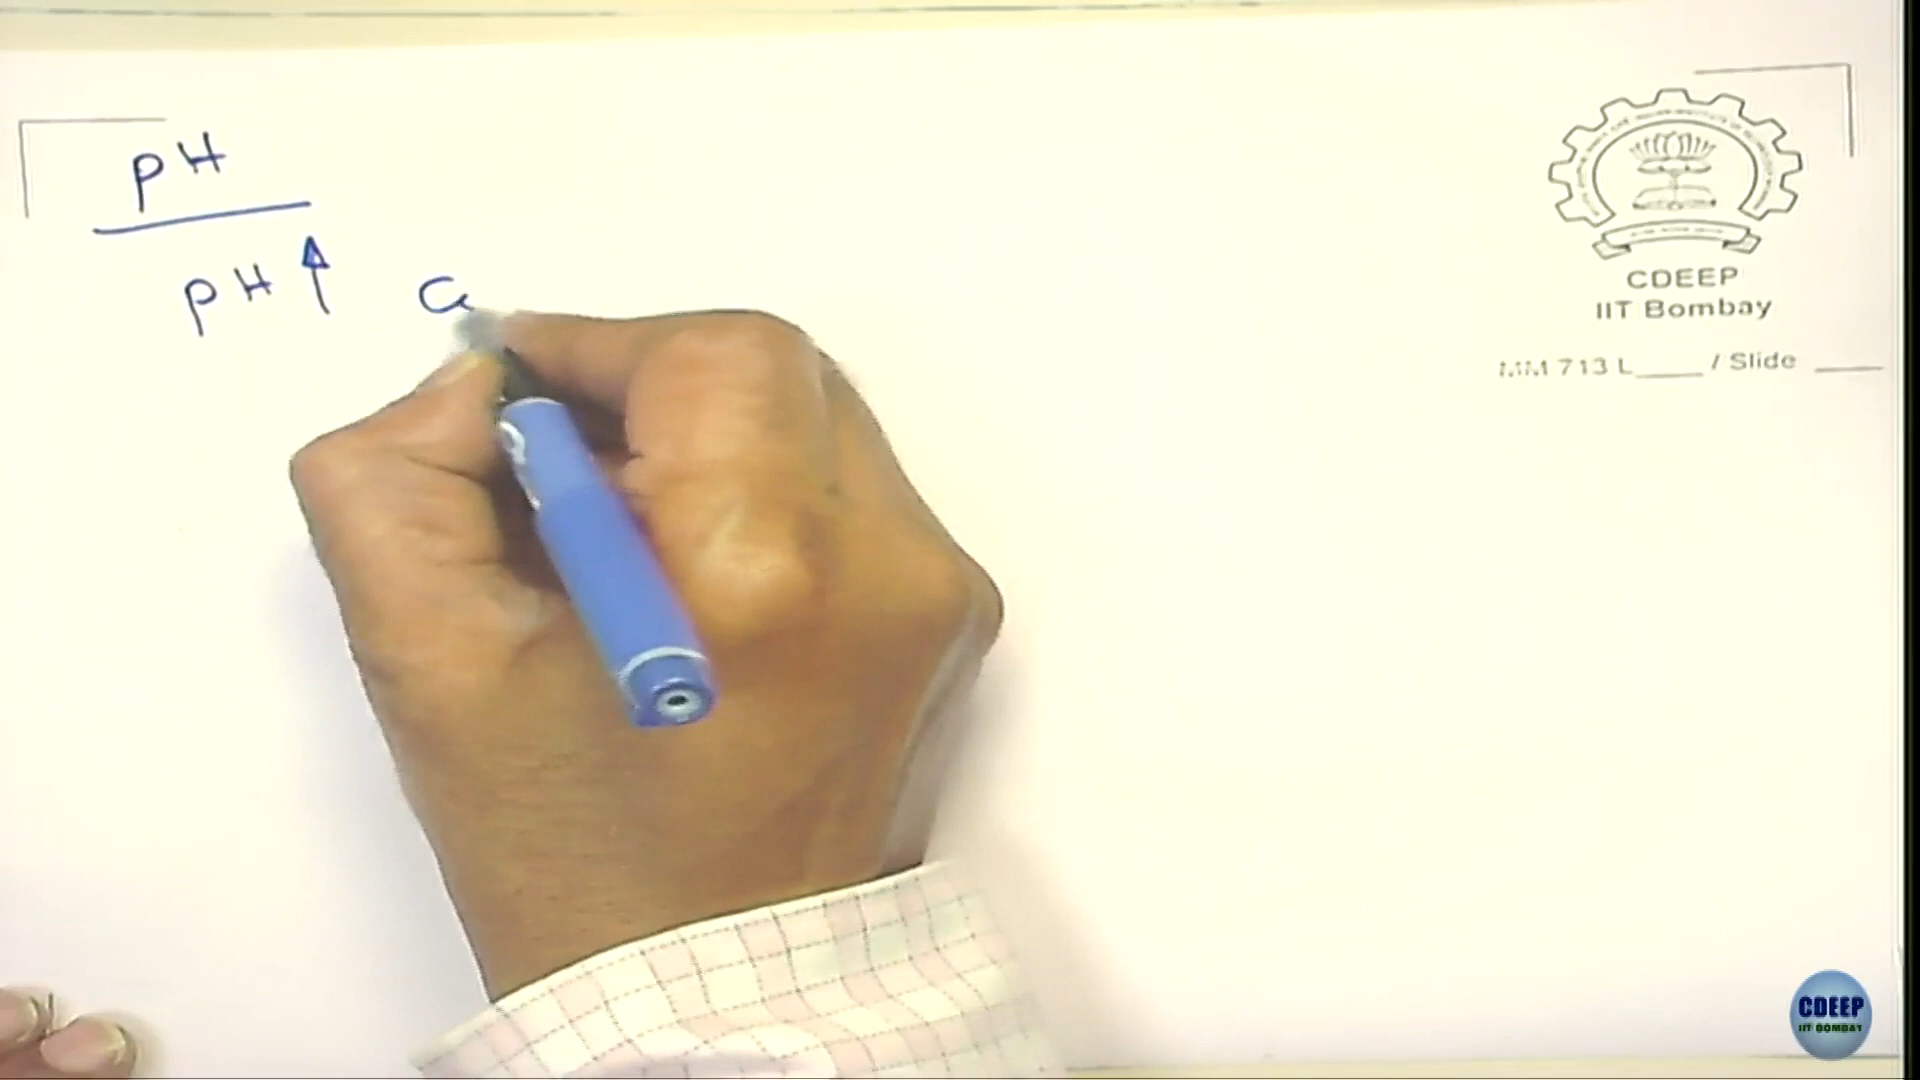 pH
pH ↑ C
CDEEP
IIT Bombay
MM 713 L____ / Slide ____
CDEEP
IIT BOMBAY